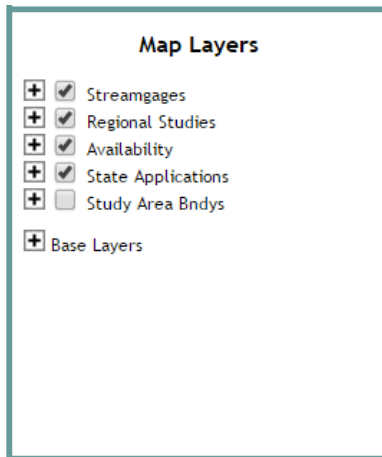 Map Layers
Streamgages
Regional Studies
Availability
State Applications
Study Area Bndys
Base Layers